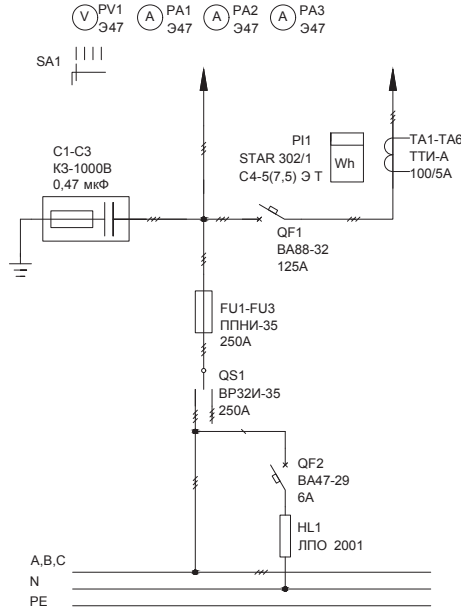 V PV1 A PA1 A PA2 A PA3
Э47 Э47 Э47 Э47
SA1
PI1
STAR 302/1
C4-5(7,5) Э Т
Wh
TA1-TA6
ТТИ-А
100/5A
C1-C3
КЗ-1000В
0,47 мкФ
QF1
ВА88-32
125А
FU1-FU3
ППНИ-35
250А
QS1
ВР32И-35
250А
QF2
ВА47-29
6А
HL1
ЛПО 2001
A,B,C
N
PE